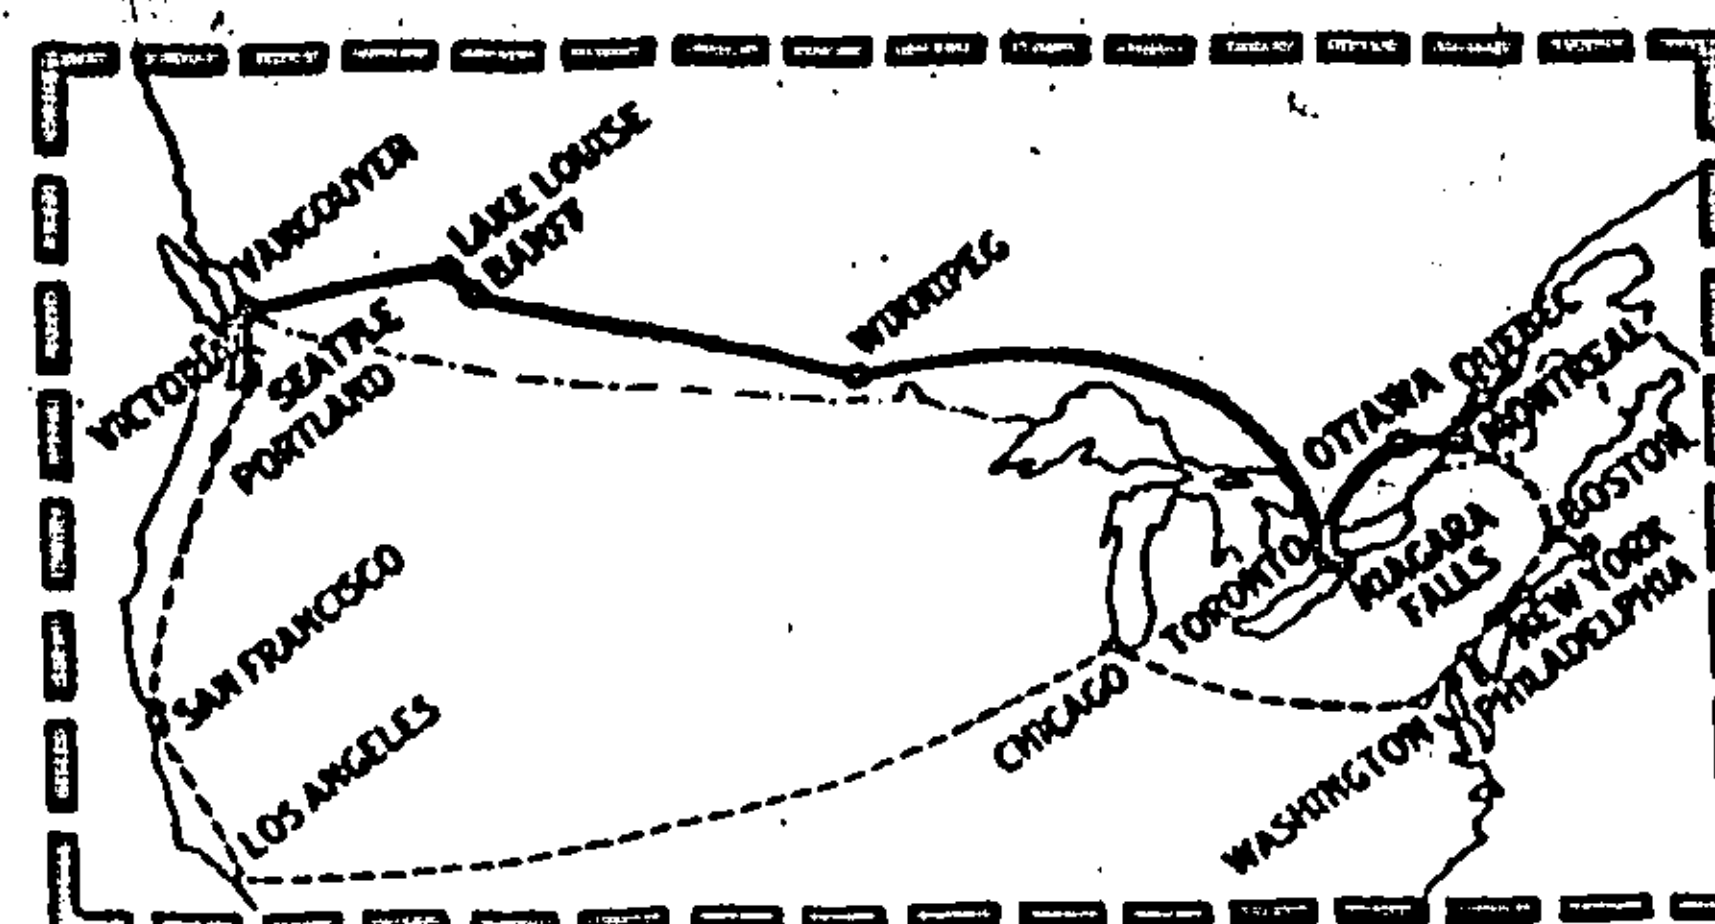 VANCOUVER
LAKE LOUISE
BANFF
WINNIPEG
VICTORIA
SEATTLE
PORTLAND
OTTAWA
QUEBEC
MONTREAL
BOSTON
SAN FRANCISCO
TORONTO
NIAGARA
FALLS
NEW YORK
PHILADELPHIA
LOS ANGELES
CHICAGO
WASHINGTON